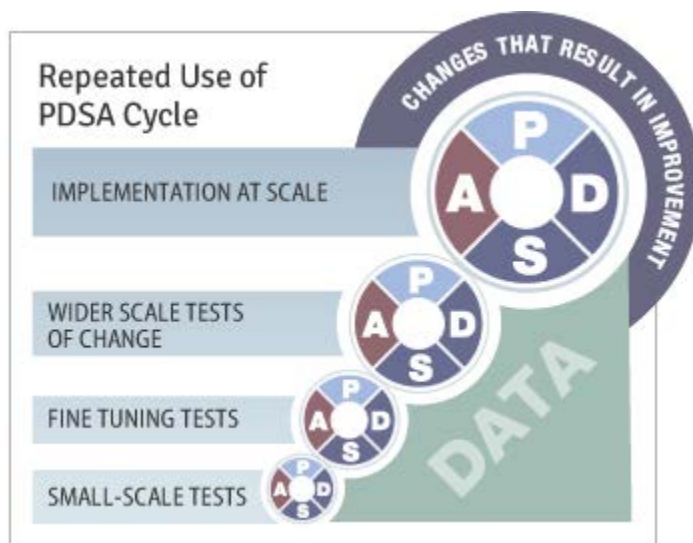 Repeated Use of
PDSA Cycle
CHANGES THAT RESULT IN IMPROVEMENT
IMPLEMENTATION AT SCALE
P
A D
S
WIDER SCALE TESTS
OF CHANGE
P
A D
S
FINE TUNING TESTS
P
A D
S
SMALL-SCALE TESTS
P
A D
S
DATA